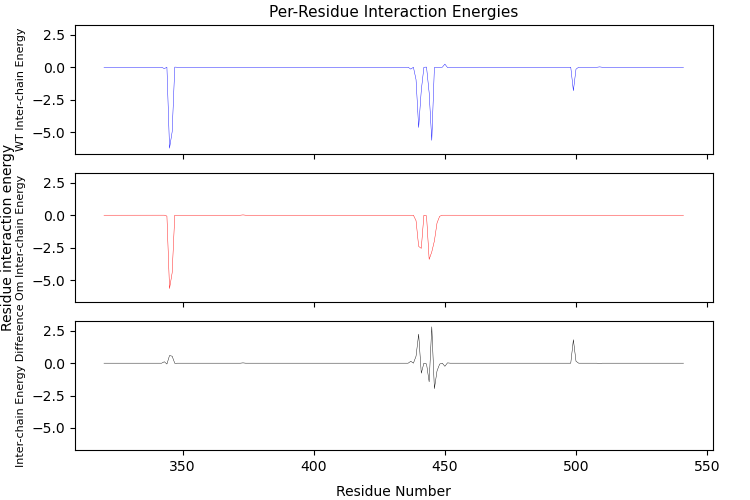 Per-Residue Interaction Energies
WT Inter-chain Energy
2.5
0.0
−2.5
−5.0
Residue interaction energy
Om Inter-chain Energy
2.5
0.0
−2.5
−5.0
Inter-chain Energy Difference
2.5
0.0
−2.5
−5.0
350
400
450
500
550
Residue Number